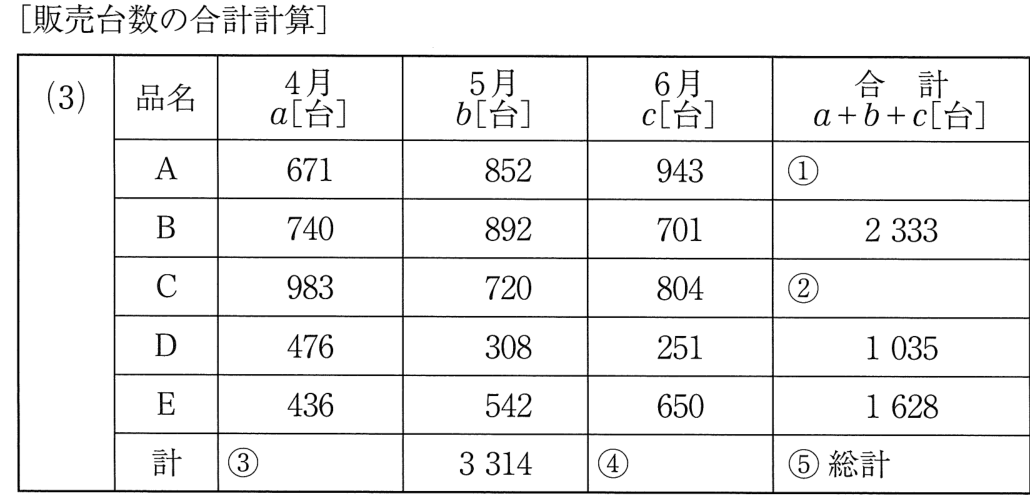 ［販売台数の合計計算］
(3) 品名 4月 a[台] 5月 b[台] 6月 c[台] 合　計 a+b+c[台]
A 671 852 943 ①
B 740 892 701 2 333
C 983 720 804 ②
D 476 308 251 1 035
E 436 542 650 1 628
計 ③ 3 314 ④ ⑤ 総計